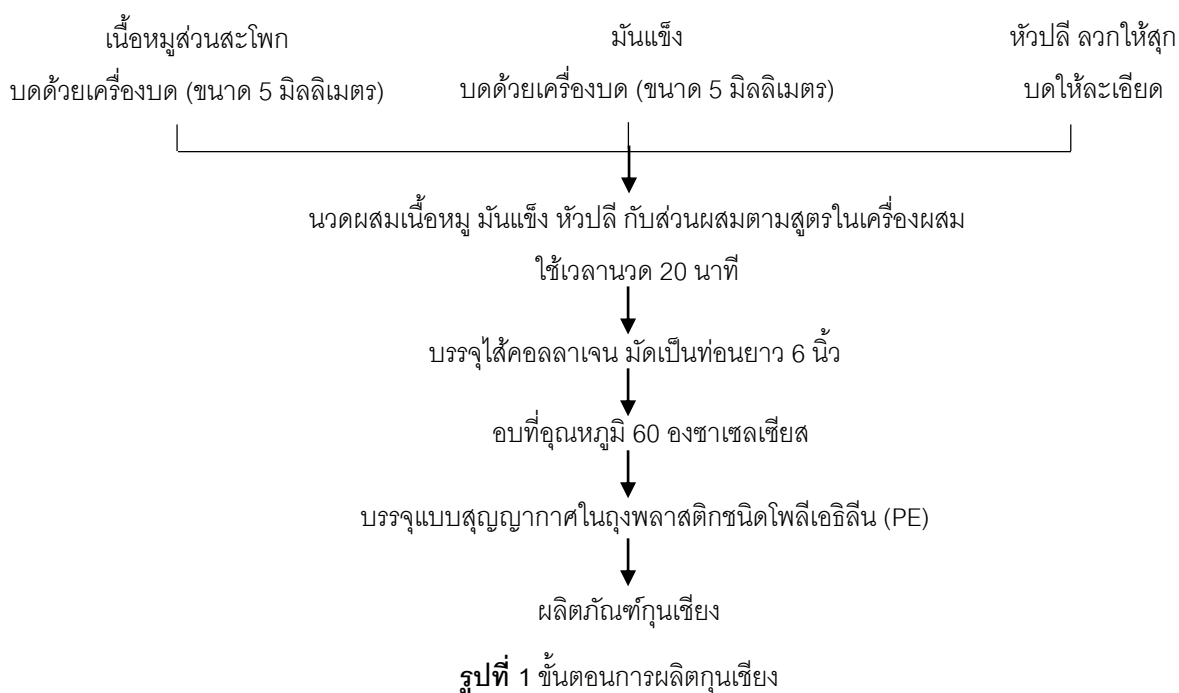 เนื้อหมูส่วนสะโพก
บดด้วยเครื่องบด (ขนาด 5 มิลลิเมตร)
มันแข็ง
บดด้วยเครื่องบด (ขนาด 5 มิลลิเมตร)
หัวปลี ลวกให้สุก
บดให้ละเอียด
นวดผสมเนื้อหมู มันแข็ง หัวปลี กับส่วนผสมตามสูตรในเครื่องผสม
ใช้เวลานวด 20 นาที
บรรจุไส้คอลลาเจน มัดเป็นท่อนยาว 6 นิ้ว
อบที่อุณหภูมิ 60 องซาเซลเซียส
บรรจุแบบสุญญากาศในถุงพลาสติกชนิดโพลีเอธิลีน (PE)
ผลิตภัณฑ์กุนเชียง
รูปที่ 1 ขั้นตอนการผลิตกุนเชียง